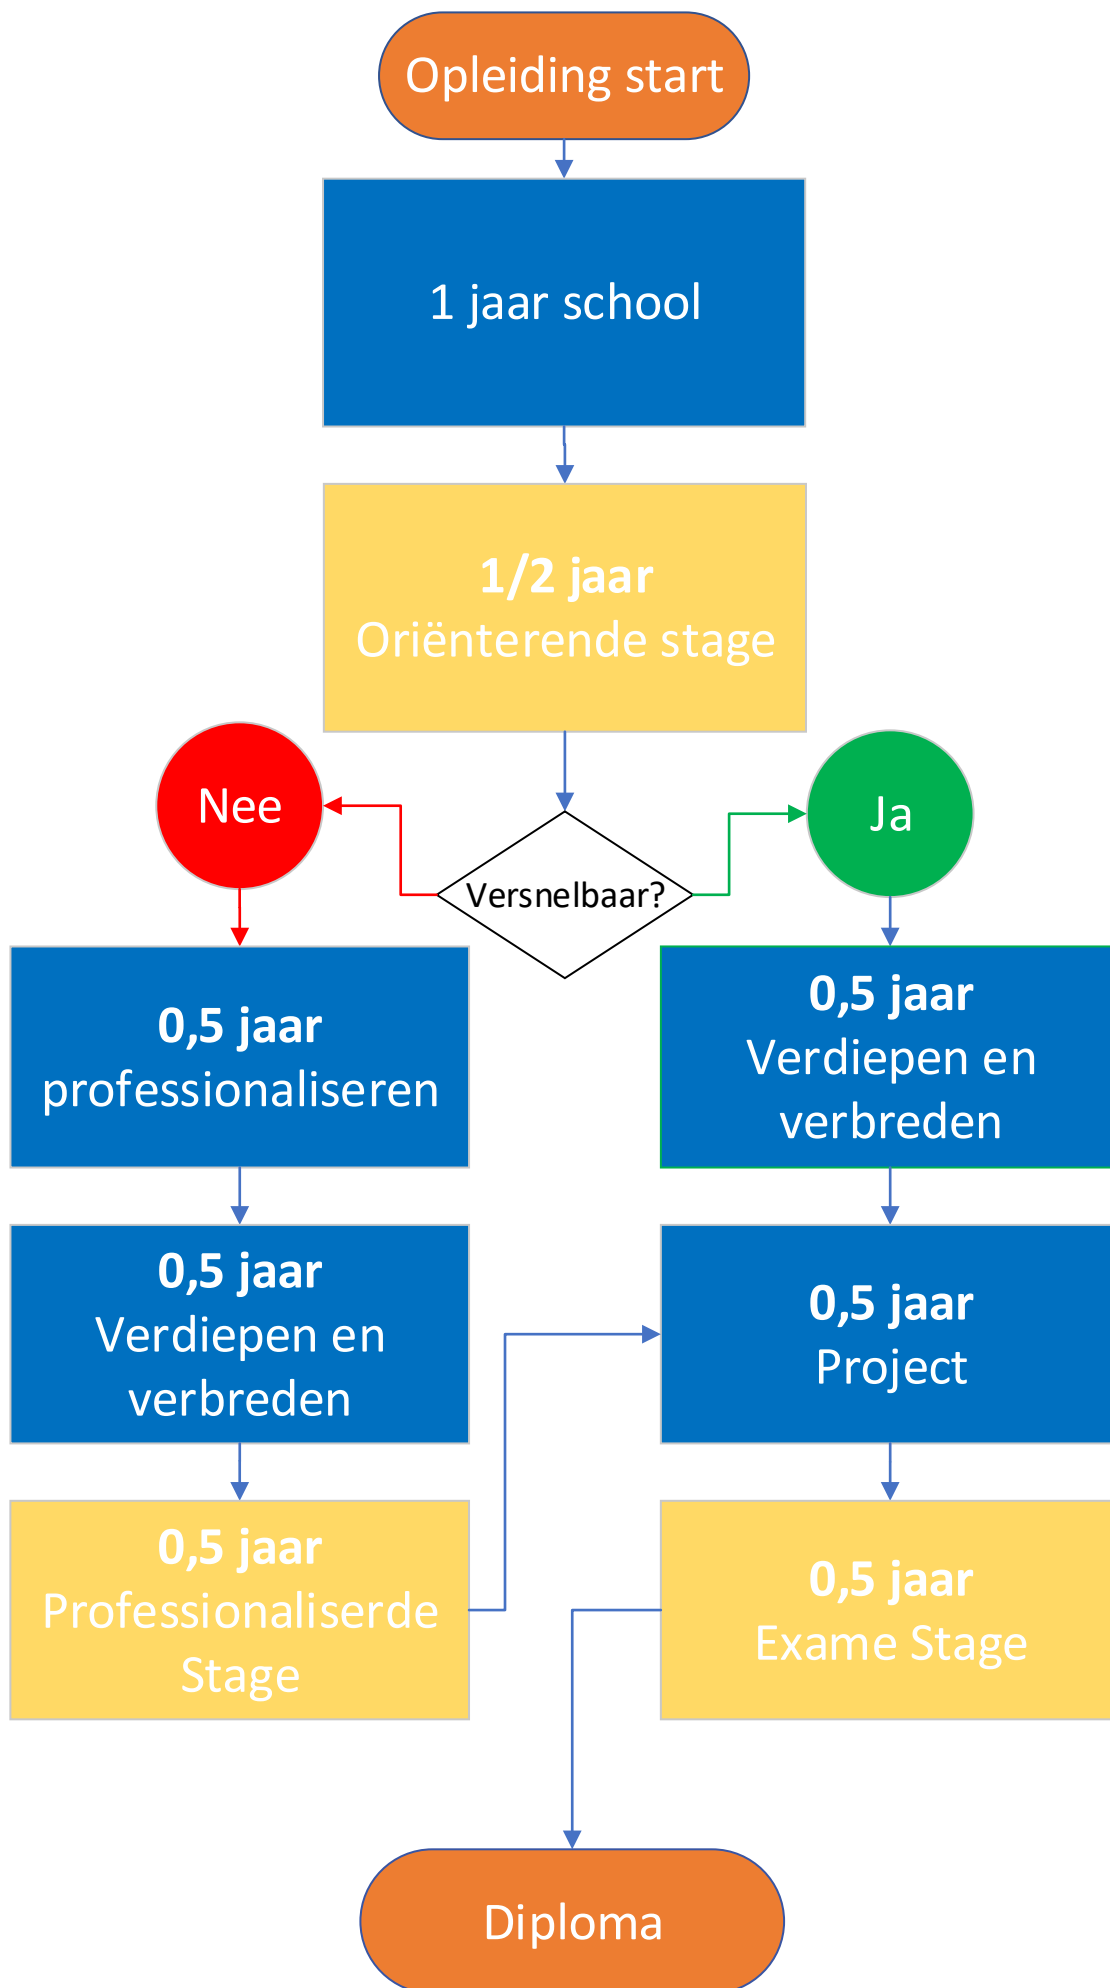 Opleiding start
1 jaar school
1/2 jaar
Oriënterende stage
Nee
Ja
Versnelbaar?
0,5 jaar
professionaliseren
0,5 jaar
Verdiepen en
verbreden
0,5 jaar
Verdiepen en
verbreden
0,5 jaar
Project
0,5 jaar
Professionaliserde
Stage
0,5 jaar
Exame Stage
Diploma